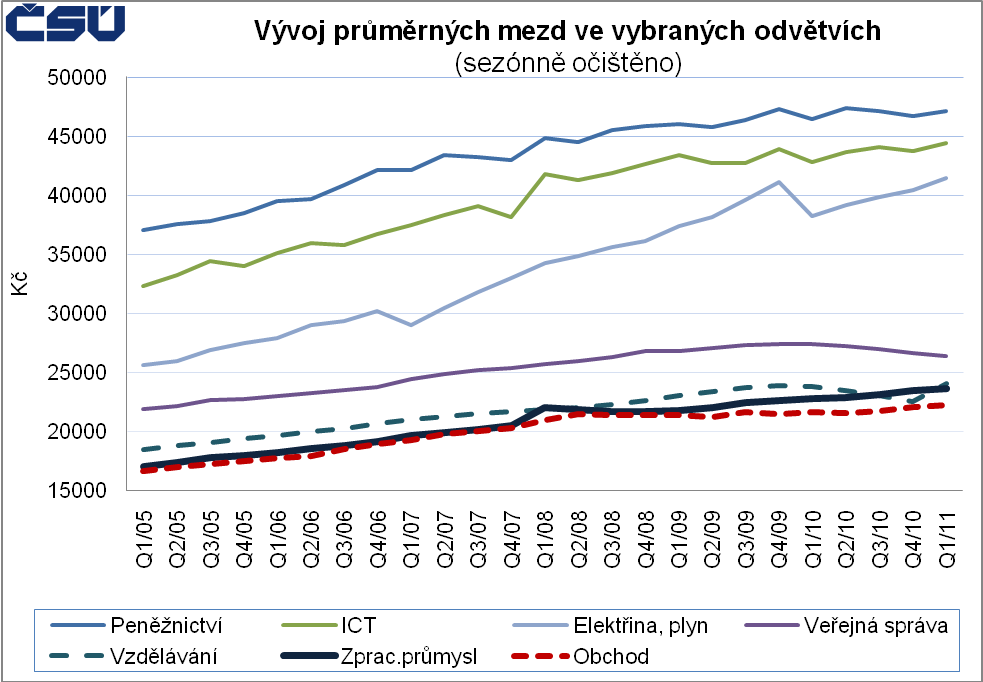 ČSÚ
Vývoj průměrných mezd ve vybraných odvětvích
(sezónně očištěno)
50000
45000
40000
35000
30000
25000
20000
15000
Kč
Q1/05
Q2/05
Q3/05
Q4/05
Q1/06
Q2/06
Q3/06
Q4/06
Q1/07
Q2/07
Q3/07
Q4/07
Q1/08
Q2/08
Q3/08
Q4/08
Q1/09
Q2/09
Q3/09
Q4/09
Q1/10
Q2/10
Q3/10
Q4/10
Q1/11
Peněžnictví ICT Elektřina, plyn Veřejná správa
Vzdělávání Zprac.průmysl Obchod